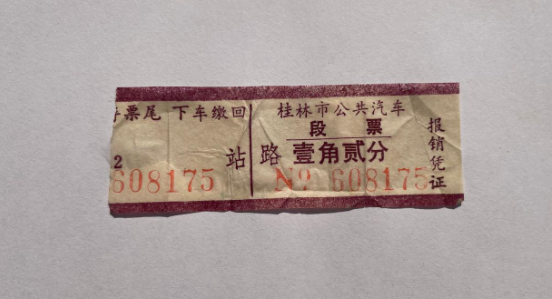 票尾 下车缴回
2
站
608175
桂林市公共汽车
段 票
路 壹角贰分
№ 608175
报销凭证